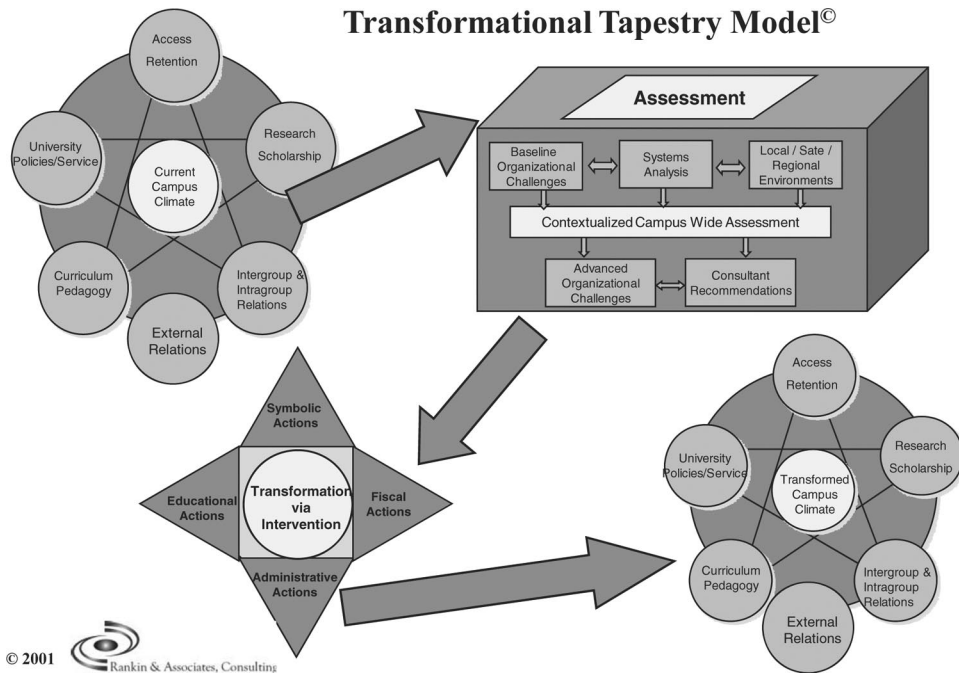 Transformational Tapestry Model©
Access
Retention
University
Policies/Service
Research
Scholarship
Current
Campus
Climate
Curriculum
Pedagogy
Intergroup &
Intragroup
Relations
External
Relations
Assessment
Baseline
Organizational
Challenges
Systems
Analysis
Local / Sate /
Regional
Environments
Contextualized Campus Wide Assessment
Advanced
Organizational
Challenges
Consultant
Recommendations
Symbolic
Actions
Educational
Actions
Transformation
via
Intervention
Fiscal
Actions
Administrative
Actions
Access
Retention
University
Policies/Service
Research
Scholarship
Transformed
Campus
Climate
Curriculum
Pedagogy
Intergroup &
Intragroup
Relations
External
Relations
© 2001
Rankin & Associates, Consulting